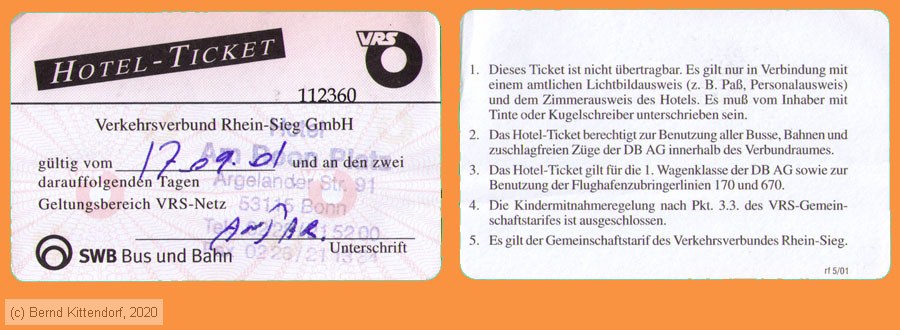 HOTEL-TICKET
VRS
112360
Verkehrsverbund Rhein-Sieg GmbH
Hotel
gültig vom 17.09.01 und an den zwei
darauffolgenden Tagen
Argelander Str. 91
Geltungsbereich VRS-Netz
53115 Bonn
Unterschrift
SWB Bus und Bahn
1. Dieses Ticket ist nicht übertragbar. Es gilt nur in Verbindung mit
einem amtlichen Lichtbildausweis (z. B. Paß, Personalausweis)
und dem Zimmerausweis des Hotels. Es muß vom Inhaber mit
Tinte oder Kugelschreiber unterschrieben sein.
2. Das Hotel-Ticket berechtigt zur Benutzung aller Busse, Bahnen und
zuschlagfreien Züge der DB AG innerhalb des Verbundraumes.
3. Das Hotel-Ticket gilt für die 1. Wagenklasse der DB AG sowie zur
Benutzung der Flughafenzubringerlinien 170 und 670.
4. Die Kindermitnahmeregelung nach Pkt. 3.3. des VRS-Gemein-
schaftstarifes ist ausgeschlossen.
5. Es gilt der Gemeinschaftstarif des Verkehrsverbundes Rhein-Sieg.
rf 5/01
(c) Bernd Kittendorf, 2020